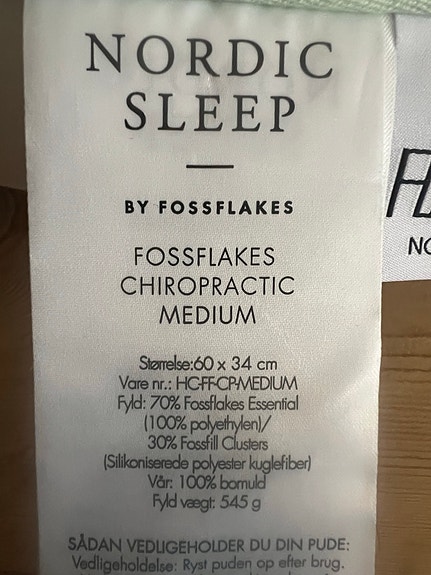 NORDIC
SLEEP
BY FOSSFLAKES
FOSSFLAKES
CHIROPRACTIC
MEDIUM
Størrelse:60 x 34 cm
Vare nr.: HC-FF-CP-MEDIUM
Fyld: 70% Fossflakes Essential
(100% polyethylen)/
30% Fossfill Clusters
(Silikoniserede polyester kuglefiber)
Vår: 100% bomuld
Fyld vægt: 545 g
SÅDAN VEDLIGEHOLDER DU DIN PUDE:
Vedligeholdelse: Ryst puden op efter brug.